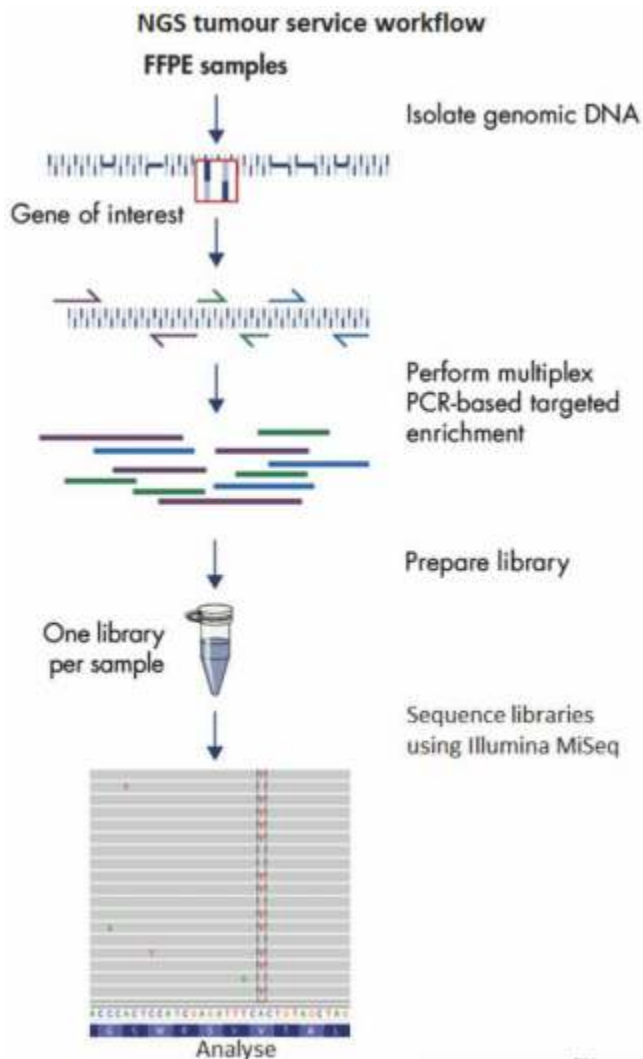 NGS tumour service workflow
FFPE samples
Isolate genomic DNA
Gene of interest
Perform multiplex
PCR-based targeted
enrichment
Prepare library
One library
per sample
Sequence libraries
using Illumina MiSeq
Analyse